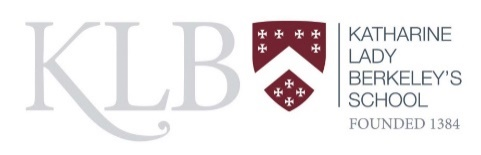 KLB
KATHARINE
LADY
BERKELEY'S
SCHOOL
FOUNDED 1384